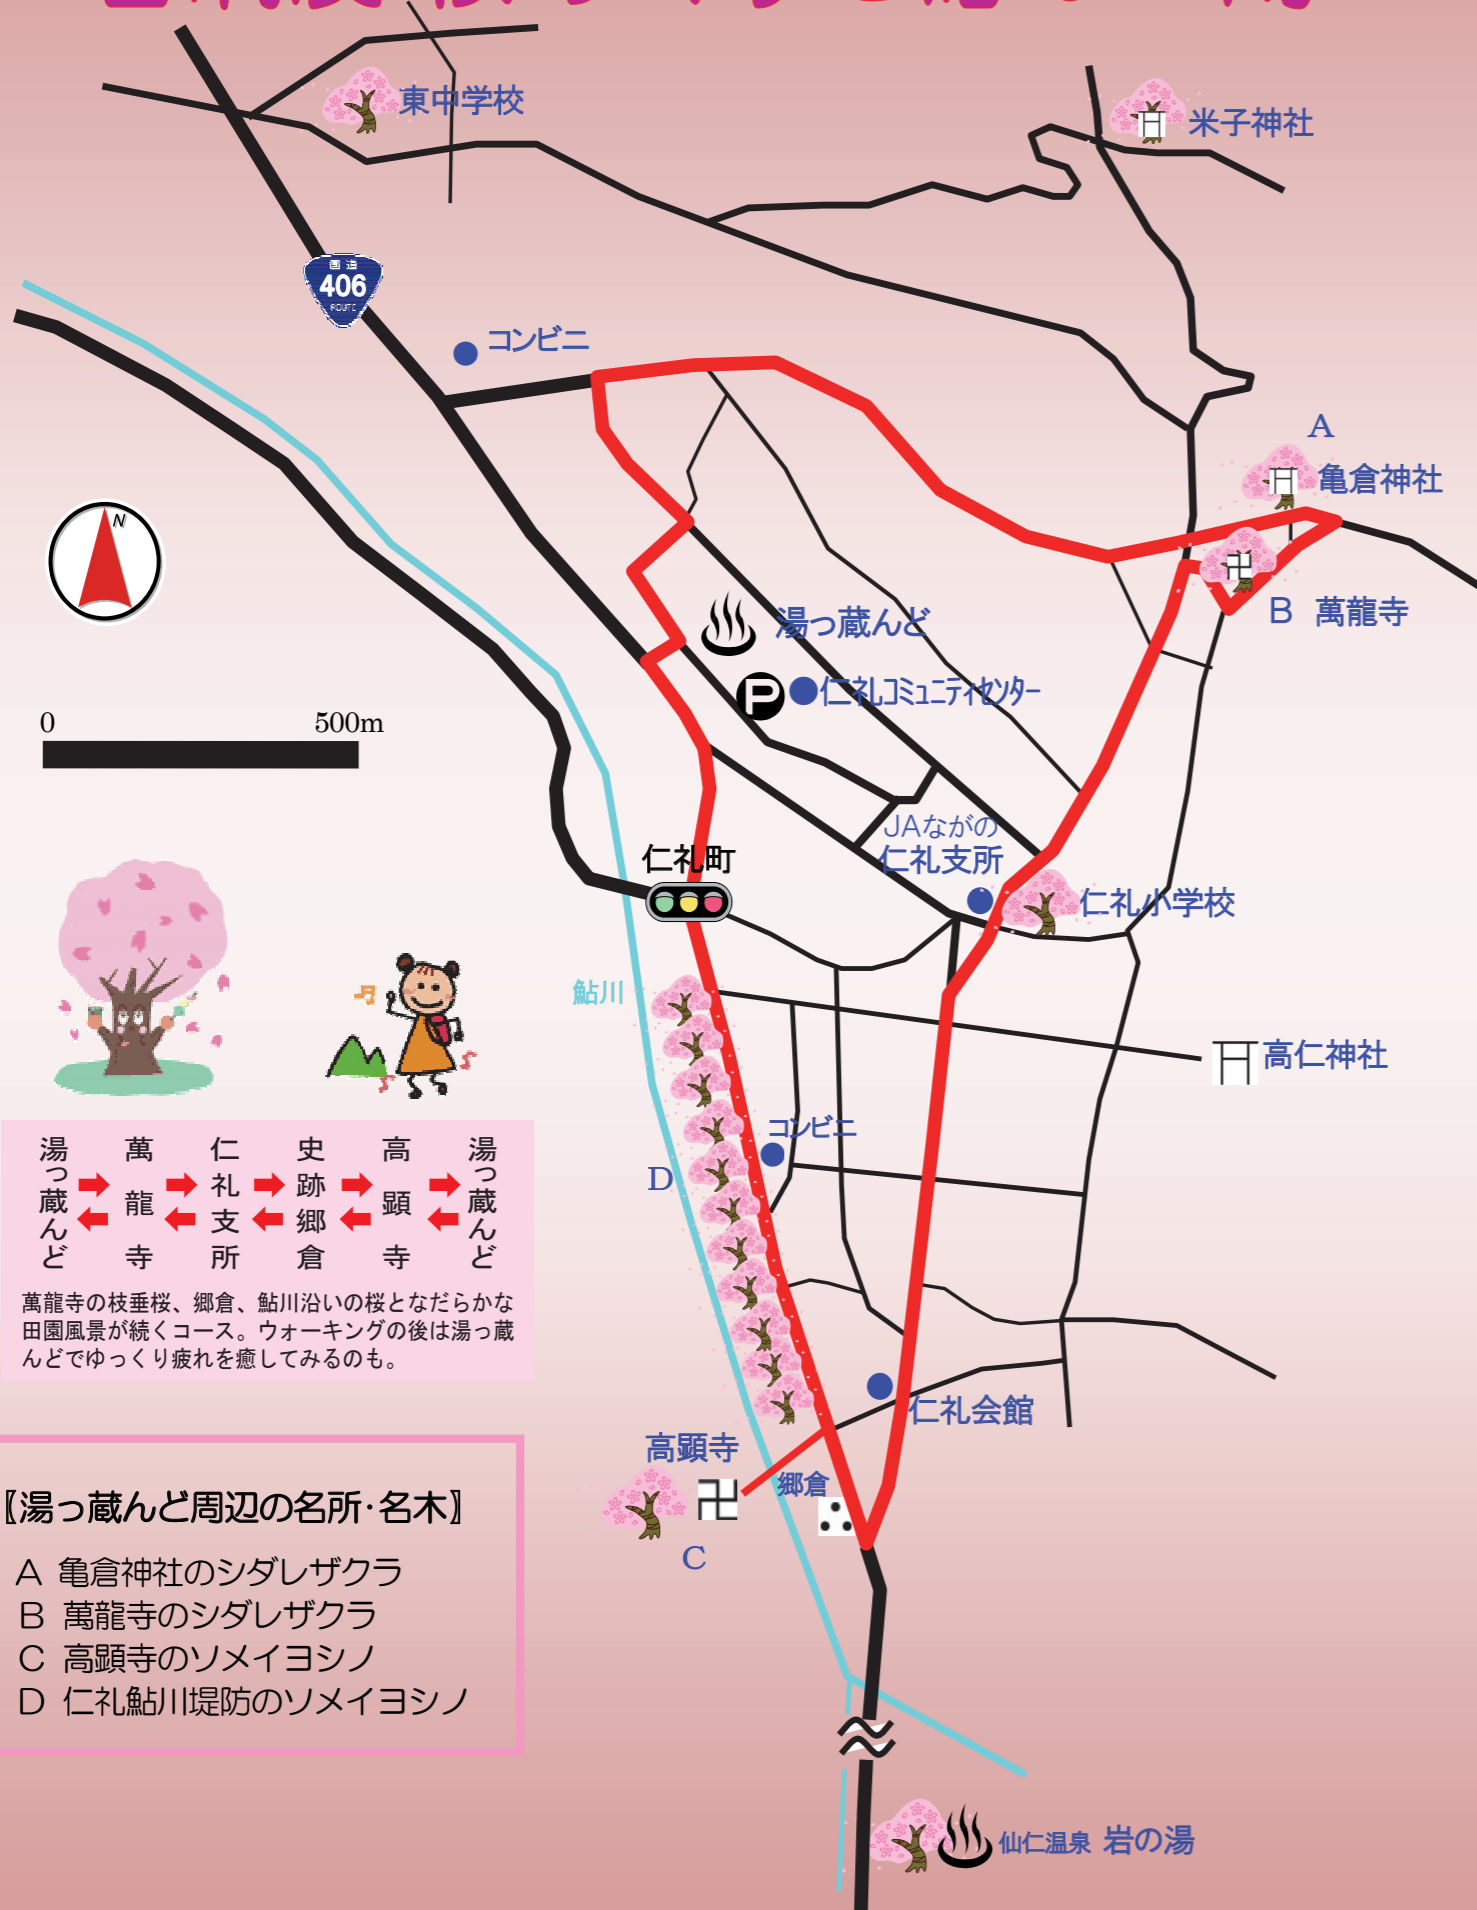 東中学校
米子神社
406
ROUTE
コンビニ
A
亀倉神社
B 萬龍寺
N
湯っ蔵んど
P
仁礼コミュニティセンター
0 500m
JAながの
仁礼支所
仁礼町
仁礼小学校
鮎川
高仁神社
コンビニ
D
湯っ蔵んど
萬龍寺
仁礼支所
史跡郷倉
高顕寺
湯っ蔵んど
萬龍寺の枝垂桜、郷倉、鮎川沿いの桜となだらかな
田園風景が続くコース。ウォーキングの後は湯っ蔵
んどでゆっくり疲れを癒してみるのも。
仁礼会館
高顕寺
郷倉
C
〖湯っ蔵んど周辺の名所・名木〗
A 亀倉神社のシダレザクラ
B 萬龍寺のシダレザクラ
C 高顕寺のソメイヨシノ
D 仁礼鮎川堤防のソメイヨシノ
仙仁温泉 岩の湯